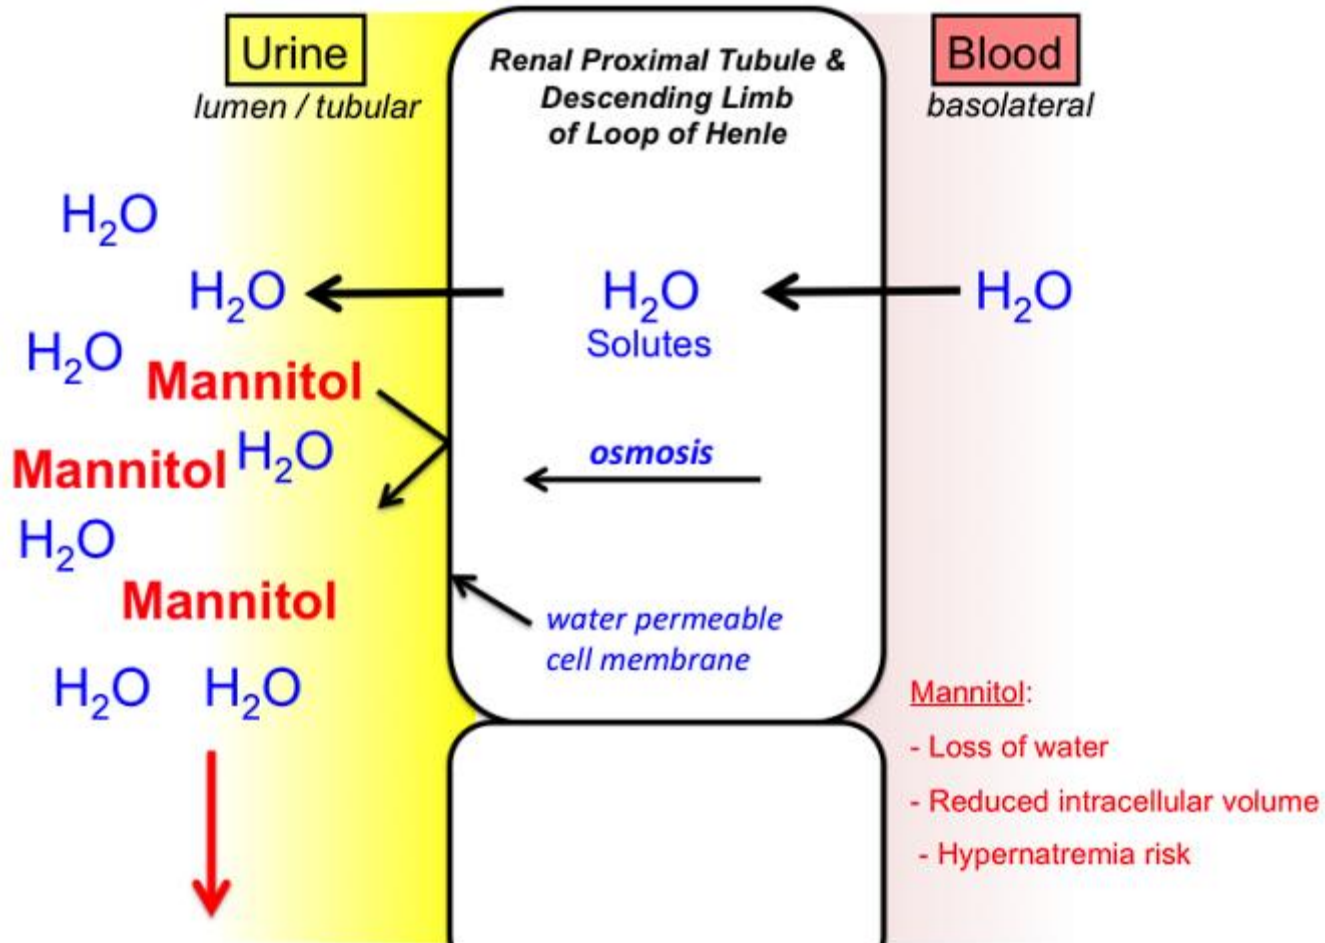 Urine
lumen / tubular
Renal Proximal Tubule &
Descending Limb
of Loop of Henle
Blood
basolateral
H₂O
H₂O
H₂O
H₂O
Solutes
H₂O
Mannitol
Mannitol
H₂O
osmosis
H₂O
Mannitol
water permeable
cell membrane
H₂O
H₂O
Mannitol:
- Loss of water
- Reduced intracellular volume
- Hypernatremia risk